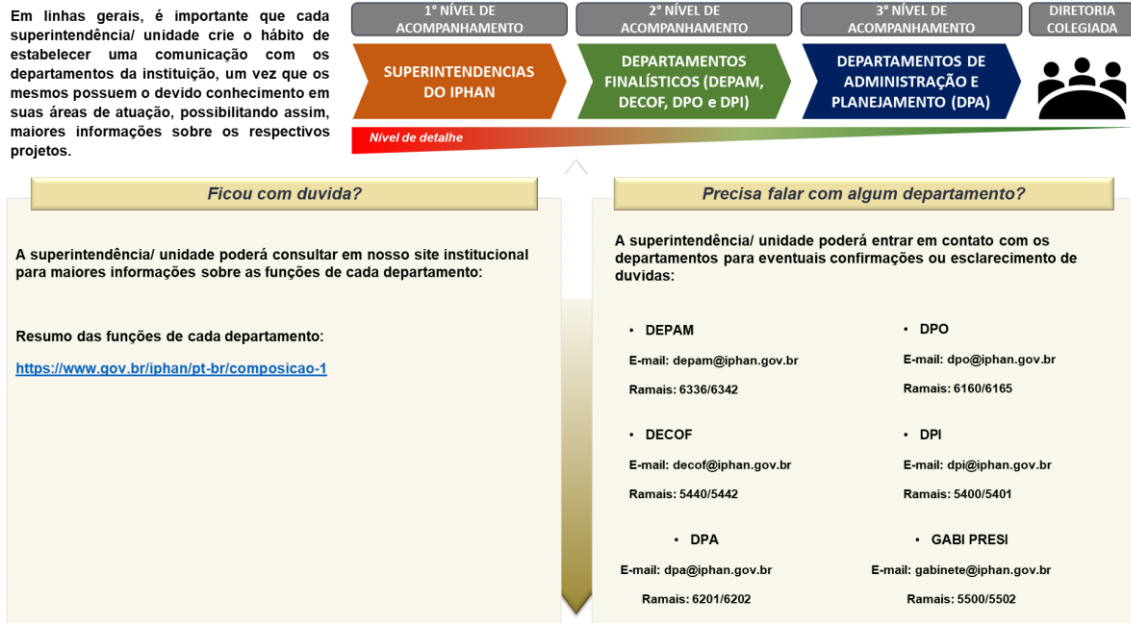 Em linhas gerais, é importante que cada
superintendência/ unidade crie o hábito de
estabelecer uma comunicação com os
departamentos da instituição, um vez que os
mesmos possuem o devido conhecimento em
suas áreas de atuação, possibilitando assim,
maiores informações sobre os respectivos
projetos.
1° NÍVEL DE
ACOMPANHAMENTO
2° NÍVEL DE
ACOMPANHAMENTO
3° NÍVEL DE
ACOMPANHAMENTO
DIRETORIA
COLEGIADA
SUPERINTENDENCIAS
DO IPHAN
DEPARTAMENTOS
FINALÍSTICOS (DEPAM,
DECOF, DPO e DPI)
DEPARTAMENTOS DE
ADMINISTRAÇÃO E
PLANEJAMENTO (DPA)
Nível de detalhe
Ficou com duvida?
A superintendência/ unidade poderá consultar em nosso site institucional
para maiores informações sobre as funções de cada departamento:
Resumo das funções de cada departamento:
https://www.gov.br/iphan/pt-br/composicao-1
Precisa falar com algum departamento?
A superintendência/ unidade poderá entrar em contato com os
departamentos para eventuais confirmações ou esclarecimento de
duvidas:
• DEPAM
E-mail: depam@iphan.gov.br
Ramais: 6336/6342
• DPO
E-mail: dpo@iphan.gov.br
Ramais: 6160/6165
• DECOF
E-mail: decof@iphan.gov.br
Ramais: 5440/5442
• DPI
E-mail: dpi@iphan.gov.br
Ramais: 5400/5401
• DPA
E-mail: dpa@iphan.gov.br
Ramais: 6201/6202
• GABI PRESI
E-mail: gabinete@iphan.gov.br
Ramais: 5500/5502